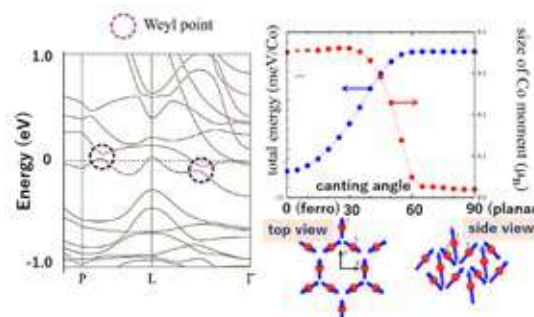 Weyl point
1.0
0
-1.0
Energy (eV)
P
L
Γ
total energy (meV/Co)
size of Co moment (μB)
canting angle
0 (ferro) 30 60 90 (planar
top view
side view